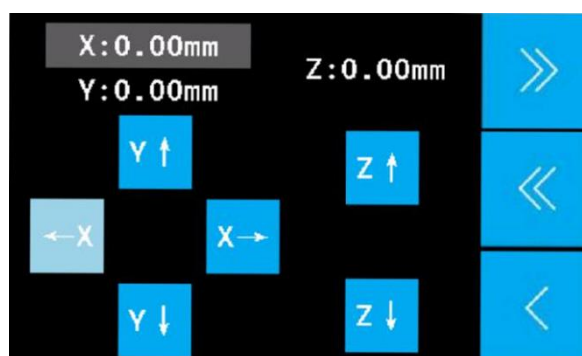 X:0.00mm
Y:0.00mm
Z:0.00mm
Y↑
Z↑
←X
X→
Y↓
Z↓